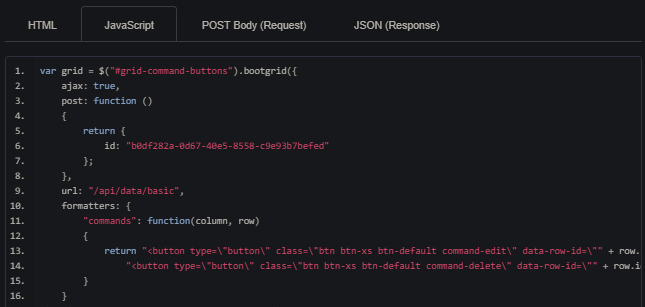 HTML JavaScript POST Body (Request) JSON (Response)
1. var grid = $("#grid-command-buttons").bootgrid({
2. ajax: true,
3. post: function ()
4. {
5. return {
6. id: "b0df282a-0d67-40e5-8558-c9e93b7befed"
7. };
8. },
9. url: "/api/data/basic",
10. formatters: {
11. "commands": function(column, row)
12. {
13. return "<button type=\"button\" class=\"btn btn-xs btn-default command-edit\" data-row-id=\"" + row.
14. "<button type=\"button\" class=\"btn btn-xs btn-default command-delete\" data-row-id=\"" + row.i
15. }
16. }